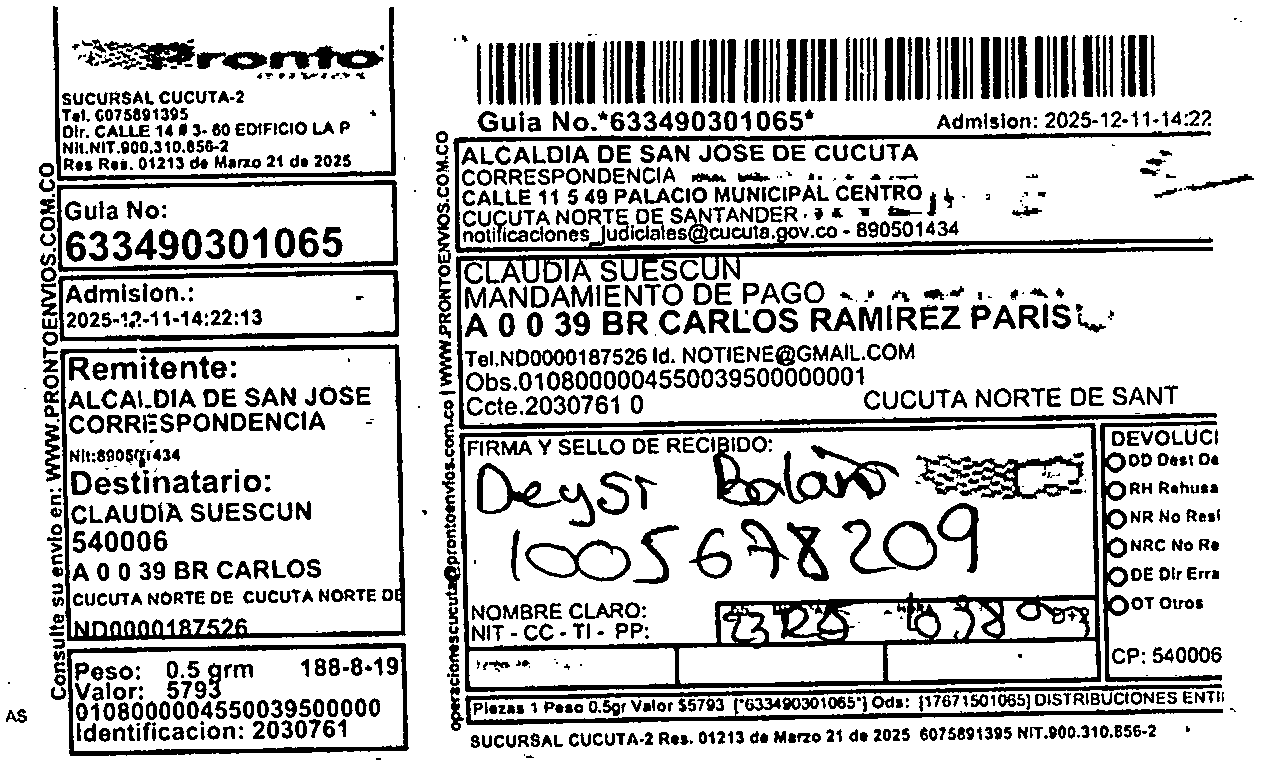 Pronto
SUCURSAL CUCUTA-2
Tel. 6075891395
Dir. CALLE 14 # 3- 60 EDIFICIO LA P
Nit.NIT.900.310.856-2
Res Res. 01213 de Marzo 21 de 2025
Guia No:
633490301065
Admision.:
2025-12-11-14:22:13
Remitente:
ALCALDIA DE SAN JOSE
CORRESPONDENCIA
Nit:890501434
Destinatario:
CLAUDIA SUESCUN
540006
A 0 0 39 BR CARLOS
CUCUTA NORTE DE CUCUTA NORTE DE
ND0000187526
Peso: 0.5 grm 188-8-19
Valor: 5793
01080000045500395000000
Identificacion: 2030761
Consulte su envio en: WWW.PRONTOENVIOS.COM.CO
AS
Guia No.*633490301065*
Admision: 2025-12-11-14:22
ALCALDIA DE SAN JOSE DE CUCUTA
CORRESPONDENCIA
CALLE 11 5 49 PALACIO MUNICIPAL CENTRO
CUCUTA NORTE DE SANTANDER
notificaciones_judiciales@cucuta.gov.co - 890501434
CLAUDIA SUESCUN
MANDAMIENTO DE PAGO
A 0 0 39 BR CARLOS RAMIREZ PARIS
Tel.ND0000187526 Id. NOTIENE@GMAIL.COM
Obs.0108000004550039500000001
Ccte.2030761 0 CUCUTA NORTE DE SANT
FIRMA Y SELLO DE RECIBIDO:
Deysi Bolaño
1005678209
NOMBRE CLARO:
NIT - CC - TI - PP:
DEVOLUCI
DD Dest De
RH Rehusa
NR No Resi
NRC No Re
DE Dir Erra
OT Otros
CP: 540006
Piezas 1 Peso 0.5gr Valor $5793 [*633490301065*] Ods: [17671501065] DISTRIBUCIONES ENTI
SUCURSAL CUCUTA-2 Res. 01213 de Marzo 21 de 2025 6075891395 NIT.900.310.856-2
operacionescucuta@prontoenvios.com.co | WWW.PRONTOENVIOS.COM.CO